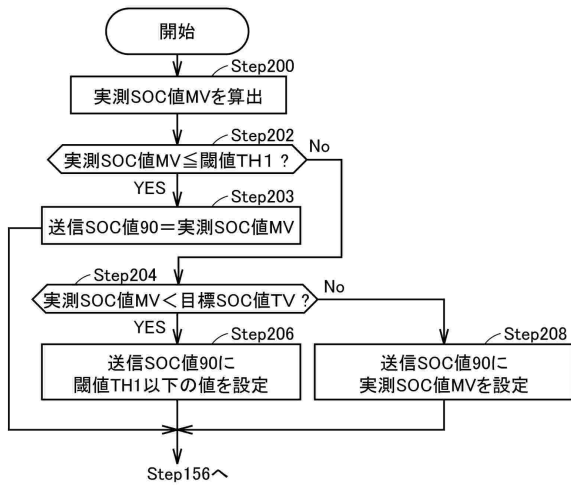 開始
Step200
実測SOC値MVを算出
Step202
実測SOC値MV≦閾値TH1?
No
YES
Step203
送信SOC値90＝実測SOC値MV
Step204
実測SOC値MV＜目標SOC値TV?
No
YES
Step206
送信SOC値90に
閾値TH1以下の値を設定
Step208
送信SOC値90に
実測SOC値MVを設定
Step156へ